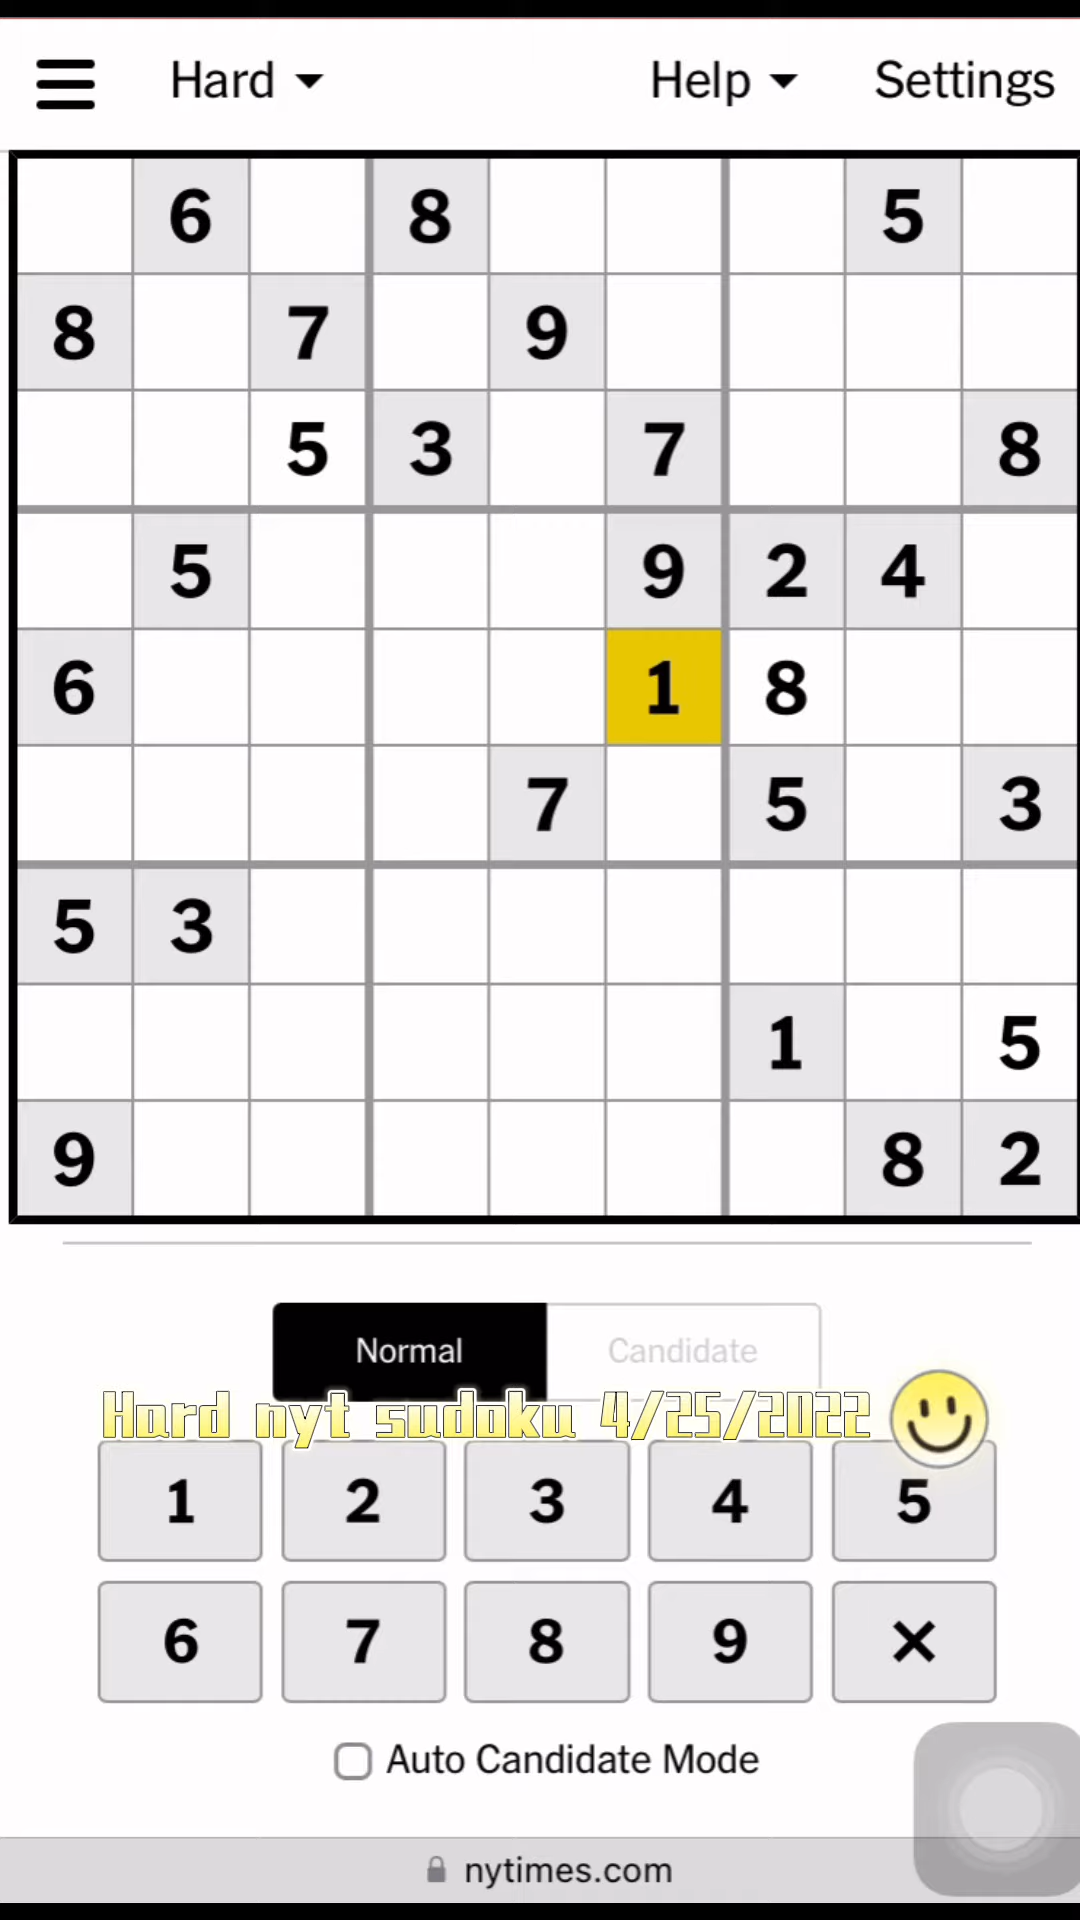 Hard Help Settings
6 8 5
8 7 9
5 3 7 8
5 9 2 4
6 1 8
7 5 3
5 3
1 5
9 8 2
Normal Candidate
Hard nyt sudoku 4/25/2022
1 2 3 4 5
6 7 8 9 ×
Auto Candidate Mode
nytimes.com